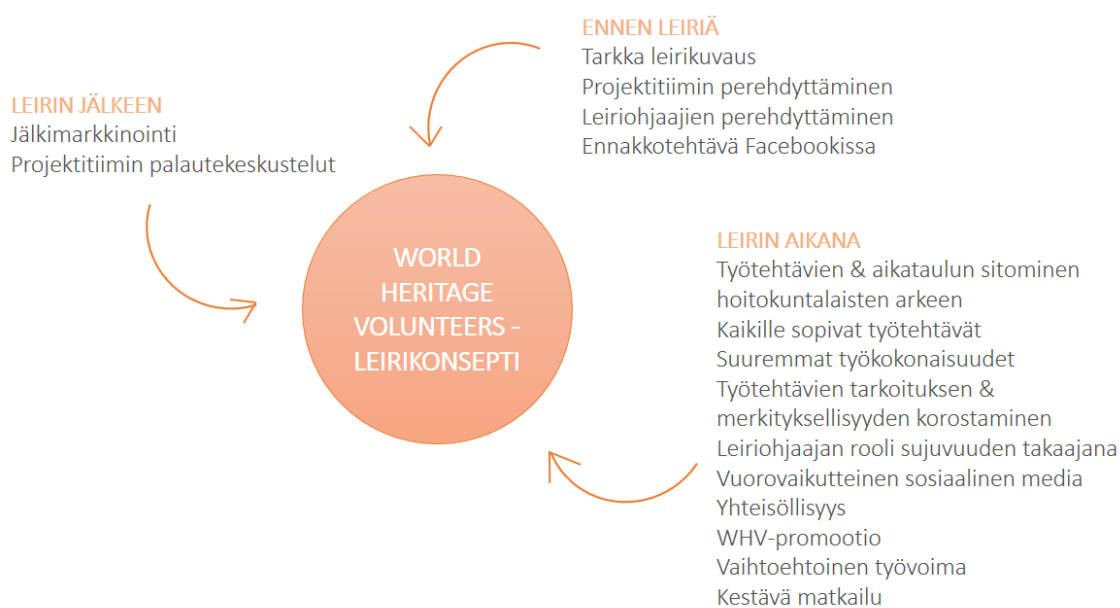 ENNEN LEIRIÄ
Tarkka leirikuvaus
Projektitiimin perehdyttäminen
Leiriohjaajien perehdyttäminen
Ennakkotehtävä Facebookissa
LEIRIN JÄLKEEN
Jälkimarkkinointi
Projektitiimin palautekeskustelut
WORLD
HERITAGE
VOLUNTEERS -
LEIRIKONSEPTI
LEIRIN AIKANA
Työtehtävien & aikataulun sitominen
hoitokuntalaisten arkeen
Kaikille sopivat työtehtävät
Suuremmat työkokonaisuudet
Työtehtävien tarkoituksen &
merkityksellisyyden korostaminen
Leiriohjaajan rooli sujuvuuden takaajana
Vuorovaikutteinen sosiaalinen media
Yhteisöllisyys
WHV-promootio
Vaihtoehtoinen työvoima
Kestävä matkailu